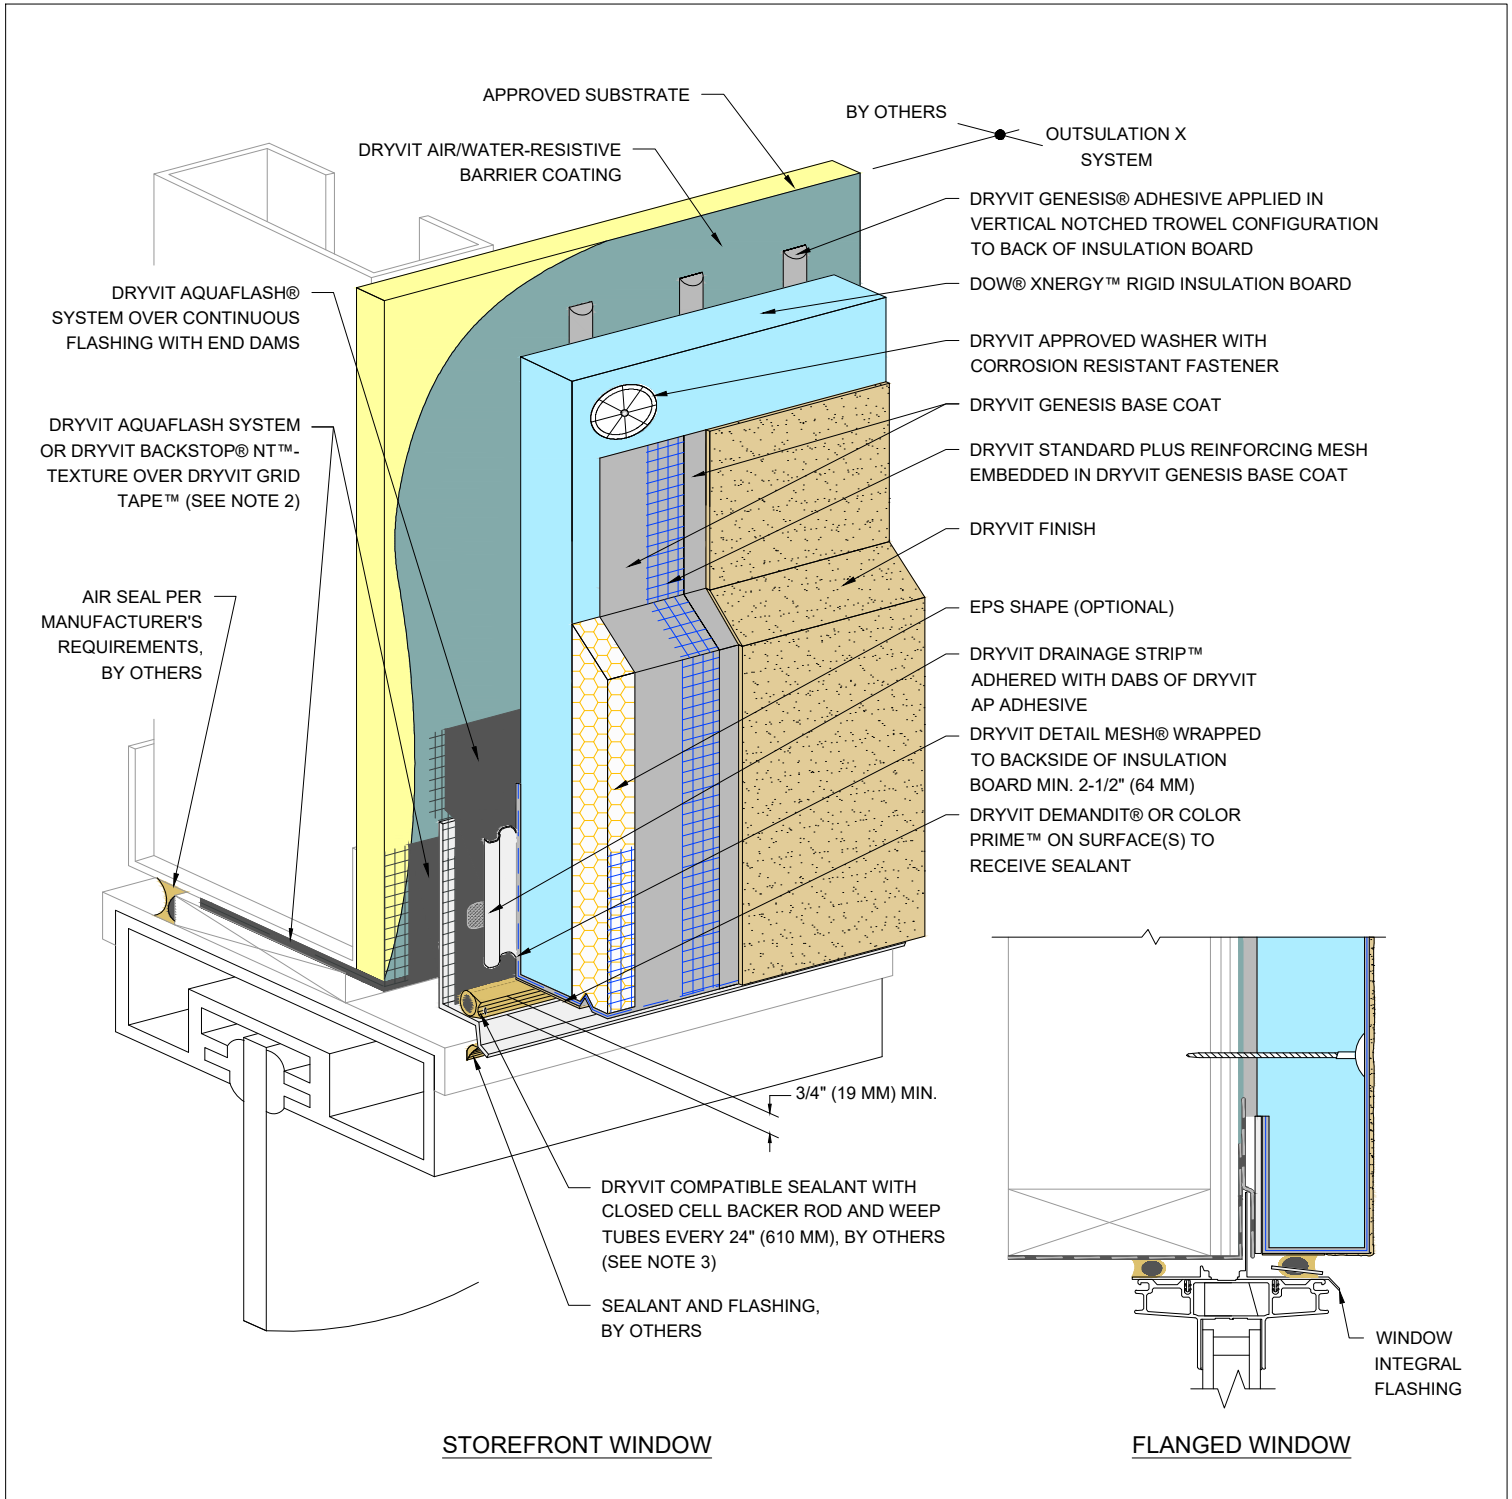 APPROVED SUBSTRATE
BY OTHERS
OUTSULATION X
SYSTEM
DRYVIT AIR/WATER-RESISTIVE
BARRIER COATING
DRYVIT GENESIS® ADHESIVE APPLIED IN
VERTICAL NOTCHED TROWEL CONFIGURATION
TO BACK OF INSULATION BOARD
DOW® XNERGY™ RIGID INSULATION BOARD
DRYVIT AQUAFLASH®
SYSTEM OVER CONTINUOUS
FLASHING WITH END DAMS
DRYVIT APPROVED WASHER WITH
CORROSION RESISTANT FASTENER
DRYVIT GENESIS BASE COAT
DRYVIT AQUAFLASH SYSTEM
OR DRYVIT BACKSTOP® NT™-
TEXTURE OVER DRYVIT GRID
TAPE™ (SEE NOTE 2)
DRYVIT STANDARD PLUS REINFORCING MESH
EMBEDDED IN DRYVIT GENESIS BASE COAT
DRYVIT FINISH
AIR SEAL PER
MANUFACTURER'S
REQUIREMENTS,
BY OTHERS
EPS SHAPE (OPTIONAL)
DRYVIT DRAINAGE STRIP™
ADHERED WITH DABS OF DRYVIT
AP ADHESIVE
DRYVIT DETAIL MESH® WRAPPED
TO BACKSIDE OF INSULATION
BOARD MIN. 2-1/2" (64 MM)
DRYVIT DEMANDIT® OR COLOR
PRIME™ ON SURFACE(S) TO
RECEIVE SEALANT
3/4" (19 MM) MIN.
DRYVIT COMPATIBLE SEALANT WITH
CLOSED CELL BACKER ROD AND WEEP
TUBES EVERY 24" (610 MM), BY OTHERS
(SEE NOTE 3)
SEALANT AND FLASHING,
BY OTHERS
WINDOW
INTEGRAL
FLASHING
STOREFRONT WINDOW
FLANGED WINDOW